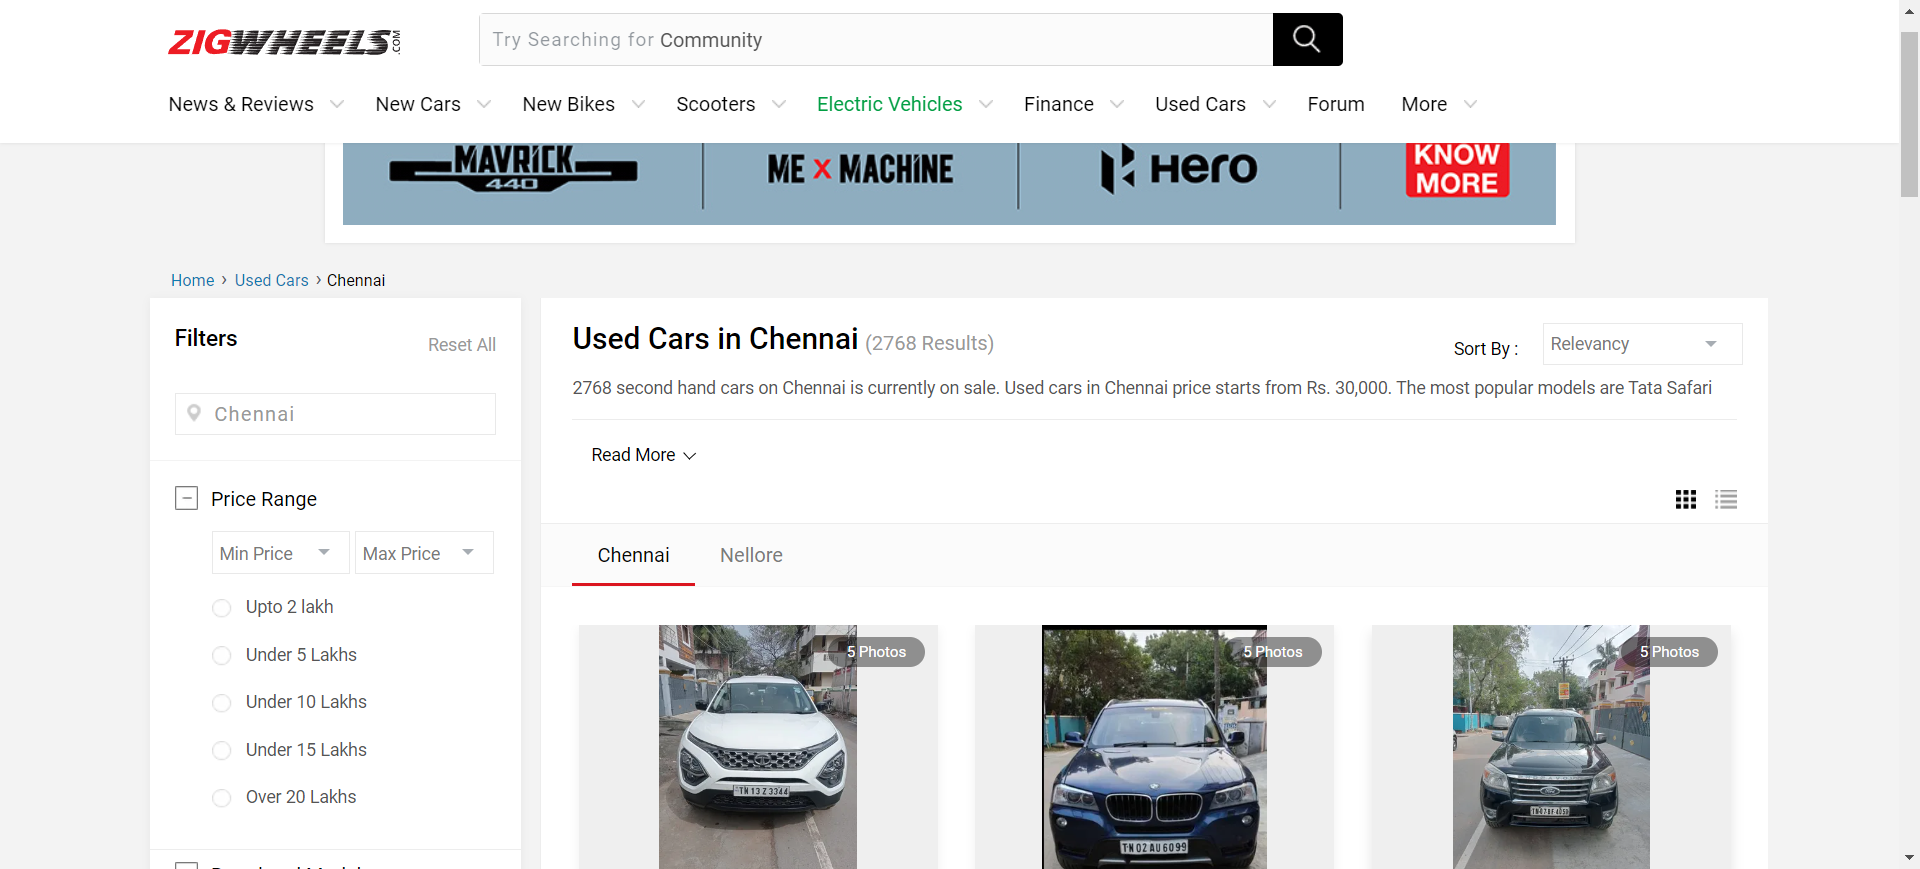 ZIGWHEELS.COM
Try Searching for Community
News & Reviews New Cars New Bikes Scooters Electric Vehicles Finance Used Cars Forum More
MAVRICK 440
ME X MACHINE
Hero
KNOW MORE
Home › Used Cars › Chennai
Filters
Reset All
Chennai
Price Range
Min Price Max Price
Upto 2 lakh
Under 5 Lakhs
Under 10 Lakhs
Under 15 Lakhs
Over 20 Lakhs
Used Cars in Chennai (2768 Results)
Sort By : Relevancy
2768 second hand cars on Chennai is currently on sale. Used cars in Chennai price starts from Rs. 30,000. The most popular models are Tata Safari
Read More
Chennai Nellore
5 Photos
TN 13 Z 3344
5 Photos
TN 02 AU 6099
5 Photos